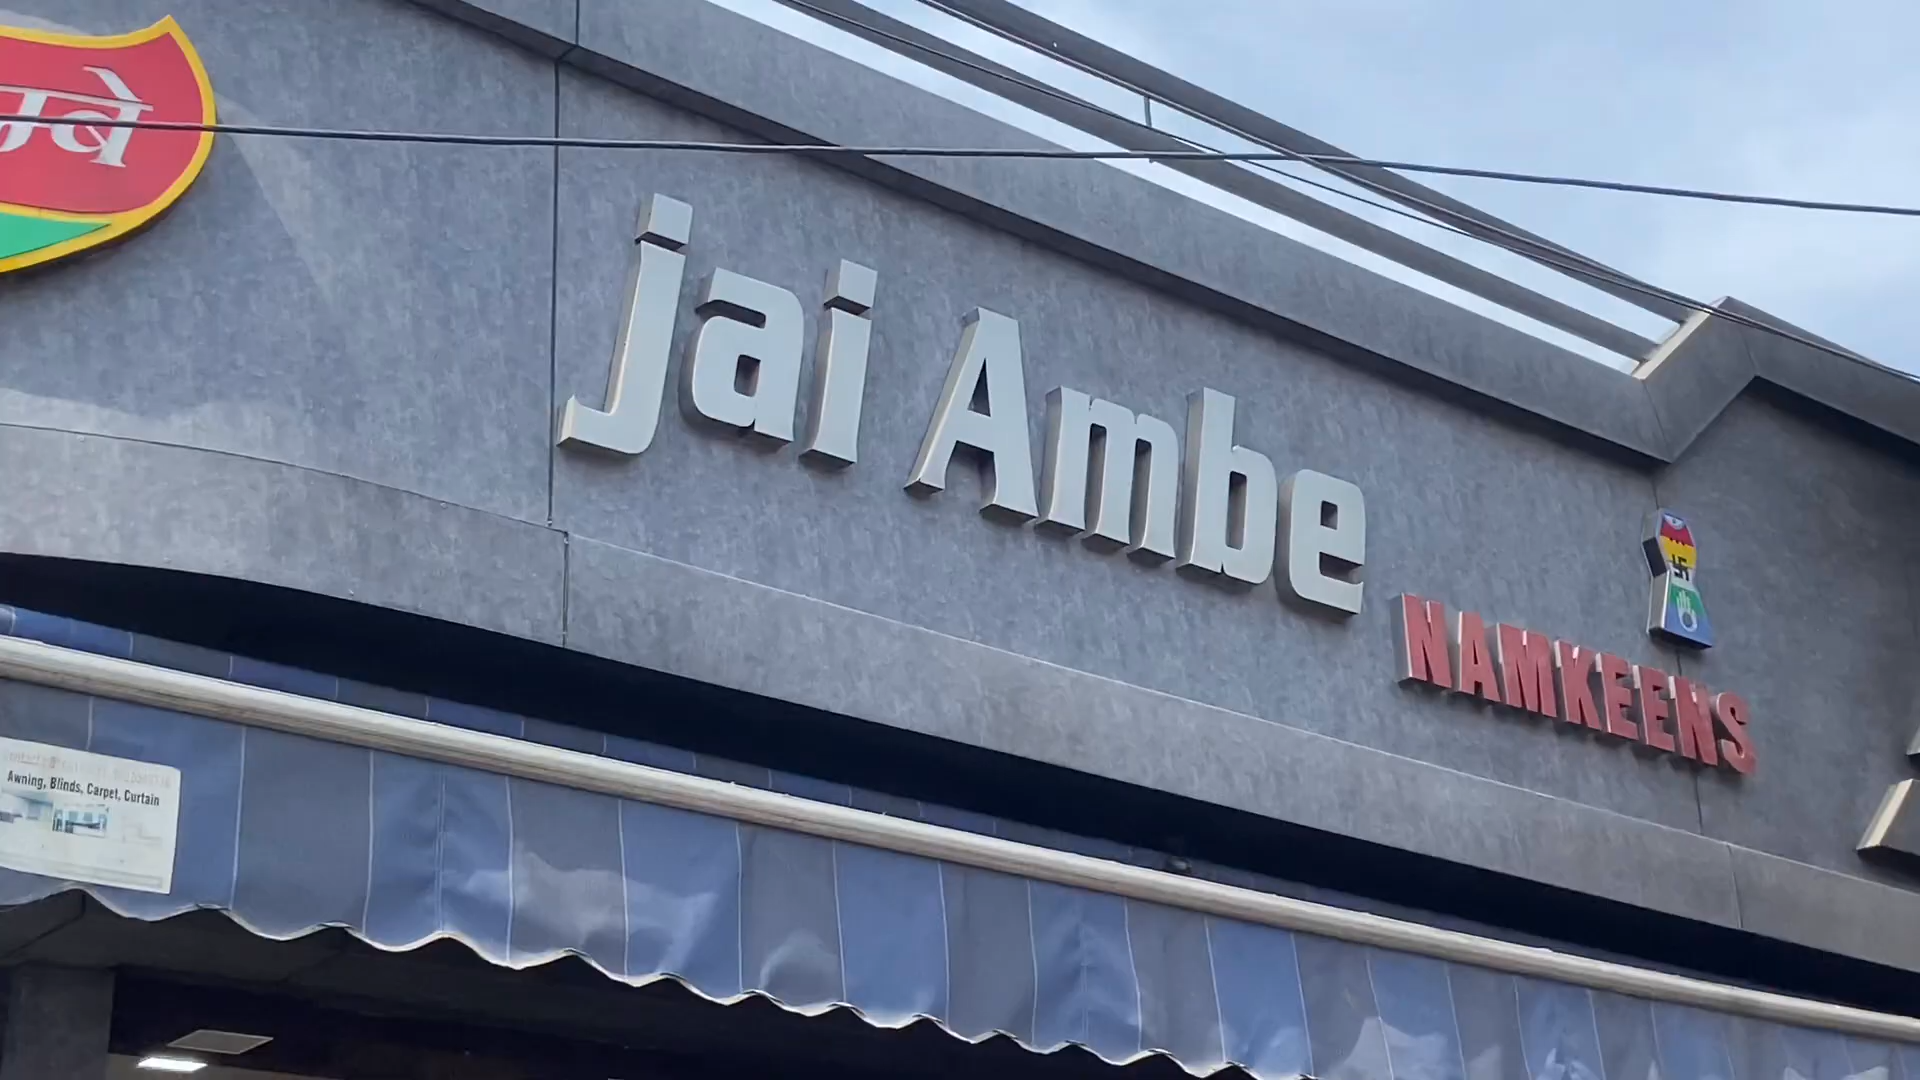 म्बे
jai Ambe
NAMKEENS
Awning, Blinds, Carpet, Curtain